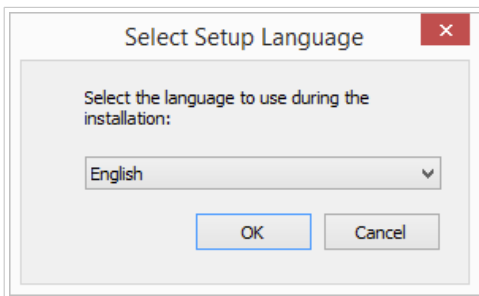 Select Setup Language
Select the language to use during the
installation:
English
OK
Cancel